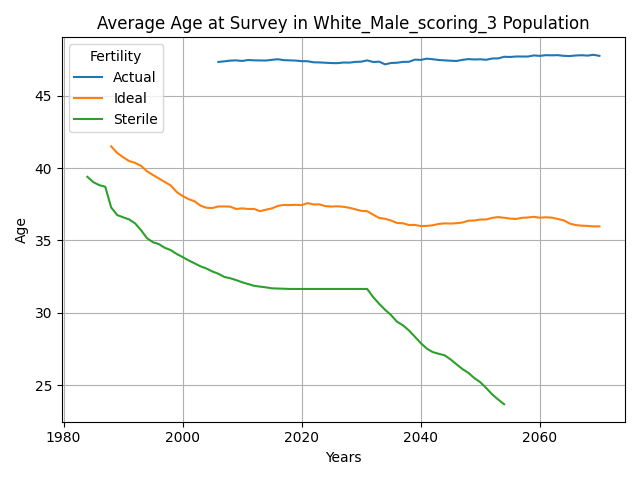 Average Age at Survey in White_Male_scoring_3 Population
Fertility
Actual
Ideal
Sterile
45
40
35
30
25
Age
1980
2000
2020
2040
2060
Years